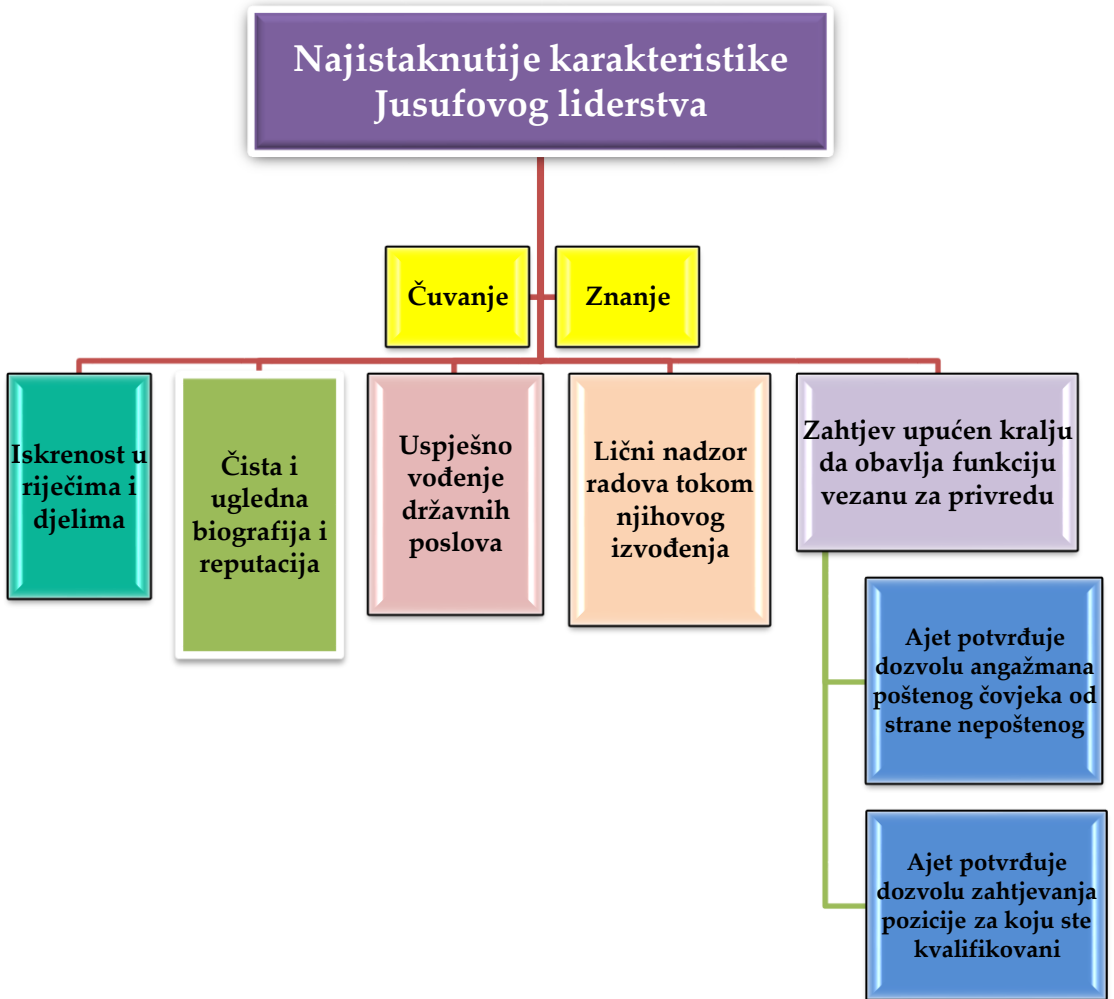 Najistaknutije karakteristike
Jusufovog liderstva
Čuvanje
Znanje
Iskrenost u
riječima i
djelima
Čista i
ugledna
biografija i
reputacija
Uspješno
vođenje
državnih
poslova
Lični nadzor
radova tokom
njihovog
izvođenja
Zahtjev upućen kralju
da obavlja funkciju
vezanu za privredu
Ajet potvrđuje
dozvolu angažmana
poštenog čovjeka od
strane nepoštenog
Ajet potvrđuje
dozvolu zahtjevanja
pozicije za koju ste
kvalifikovani